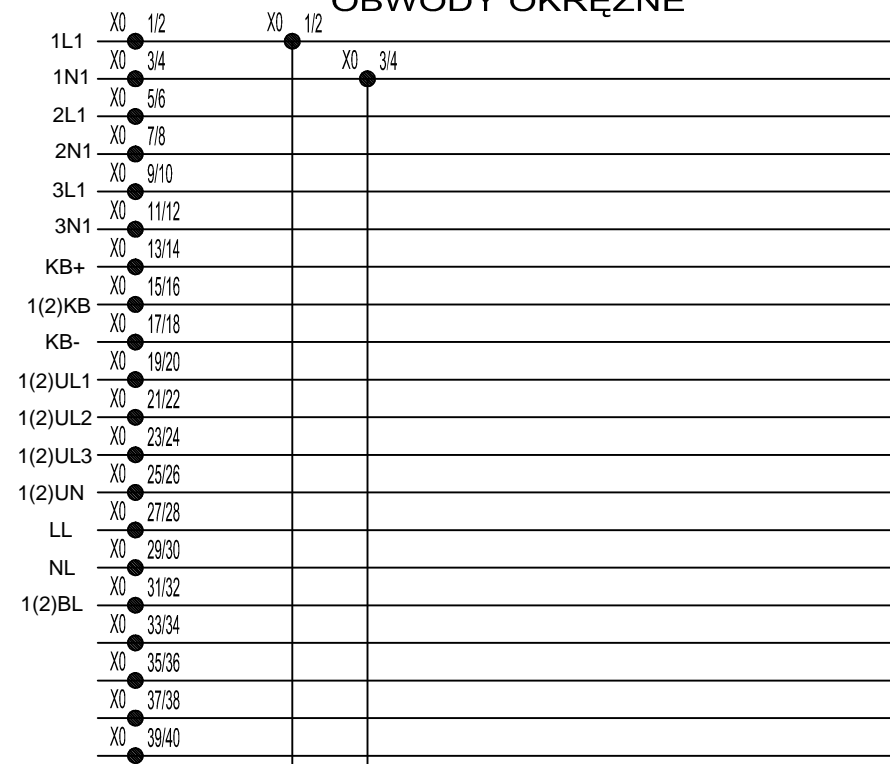 OBWODY OKRĘŻNE
X0 1/2 X0 1/2
1L1
X0 3/4 X0 3/4
1N1
X0 5/6
2L1
X0 7/8
2N1
X0 9/10
3L1
X0 11/12
3N1
X0 13/14
KB+
X0 15/16
1(2)KB
X0 17/18
KB-
X0 19/20
1(2)UL1
X0 21/22
1(2)UL2
X0 23/24
1(2)UL3
X0 25/26
1(2)UN
X0 27/28
LL
X0 29/30
NL
X0 31/32
1(2)BL
X0 33/34
X0 35/36
X0 37/38
X0 39/40